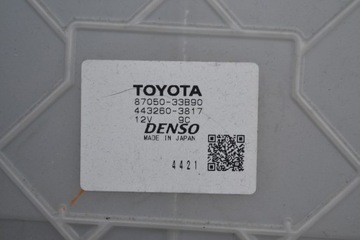 TOYOTA
87050-33B90
443260-3817
12V 9C
DENSO
MADE IN JAPAN
4421